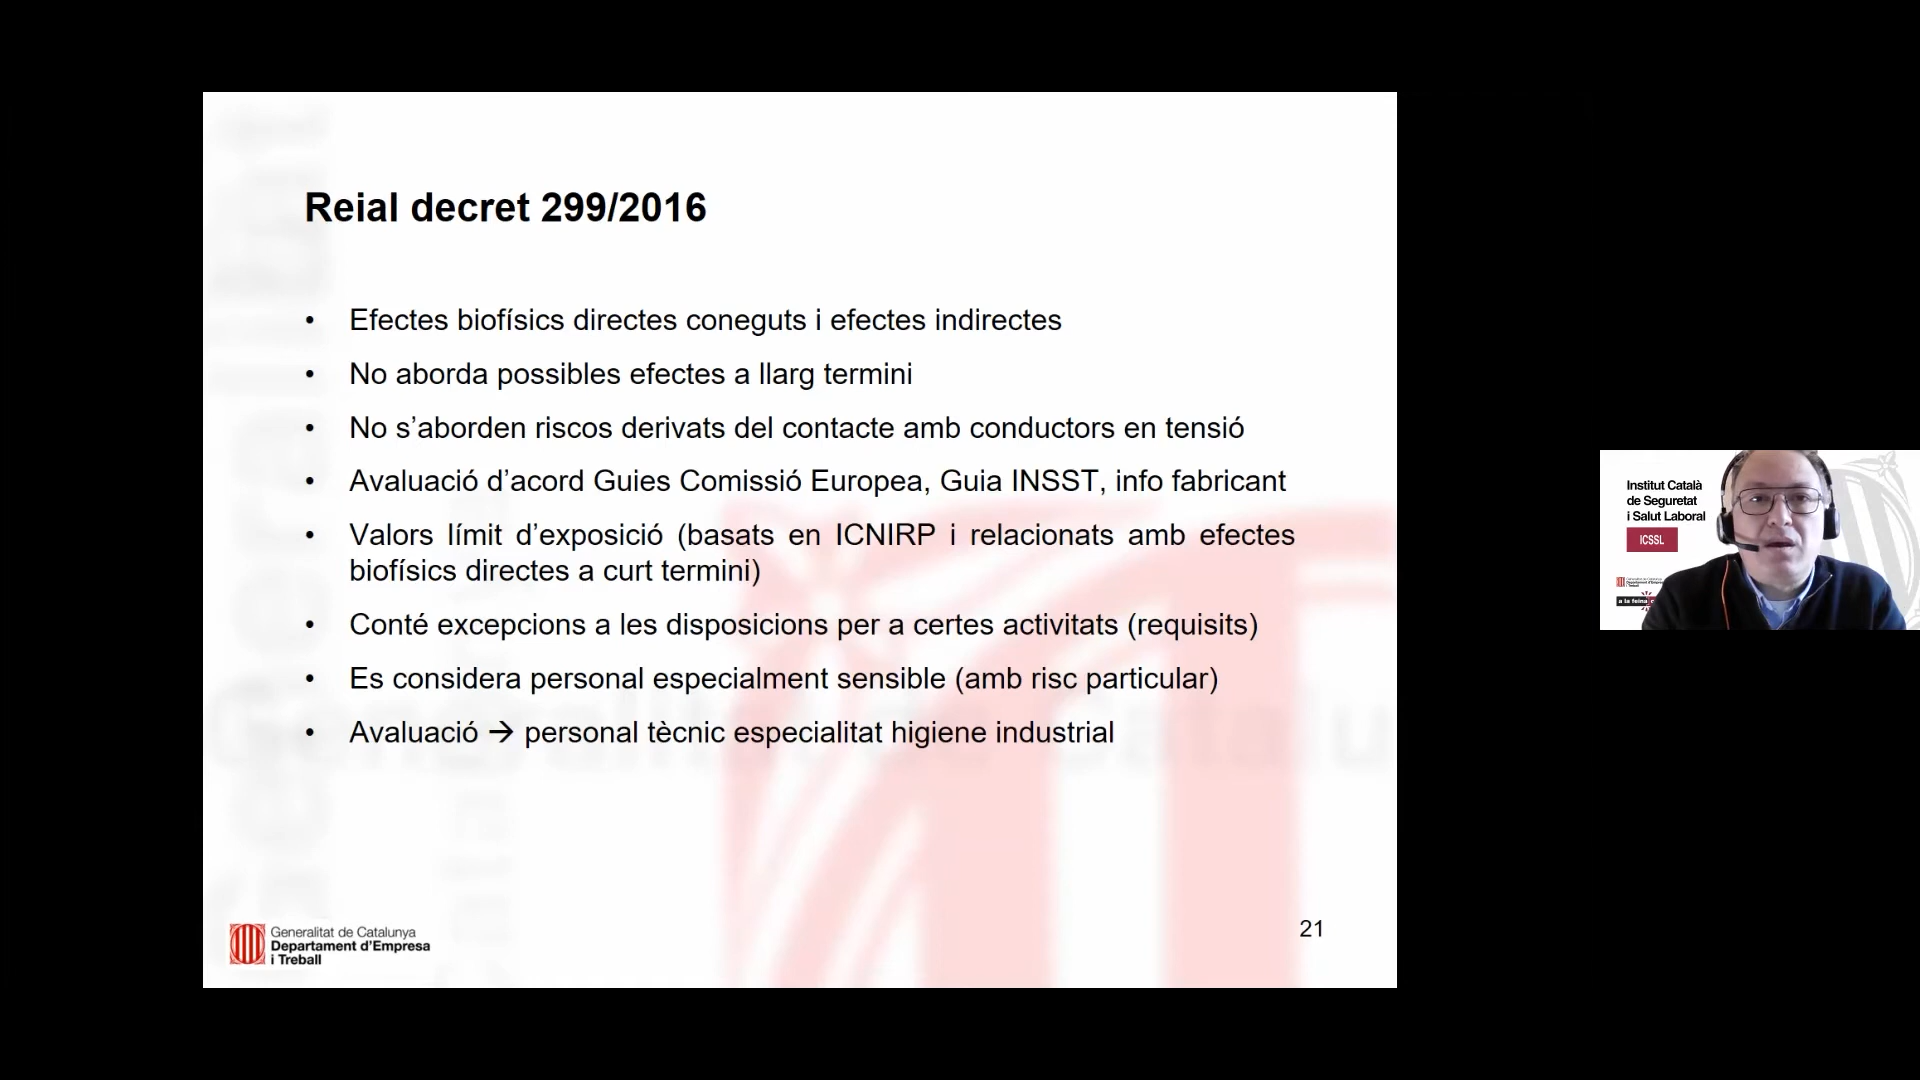 Reial decret 299/2016
• Efectes biofísics directes coneguts i efectes indirectes
• No aborda possibles efectes a llarg termini
• No s’aborden riscos derivats del contacte amb conductors en tensió
• Avaluació d’acord Guies Comissió Europea, Guia INSST, info fabricant
• Valors límit d’exposició (basats en ICNIRP i relacionats amb efectes
biofísics directes a curt termini)
• Conté excepcions a les disposicions per a certes activitats (requisits)
• Es considera personal especialment sensible (amb risc particular)
• Avaluació → personal tècnic especialitat higiene industrial
Generalitat de Catalunya
Departament d’Empresa
i Treball
21
Institut Català
de Seguretat
i Salut Laboral
ICSSL
a la feina